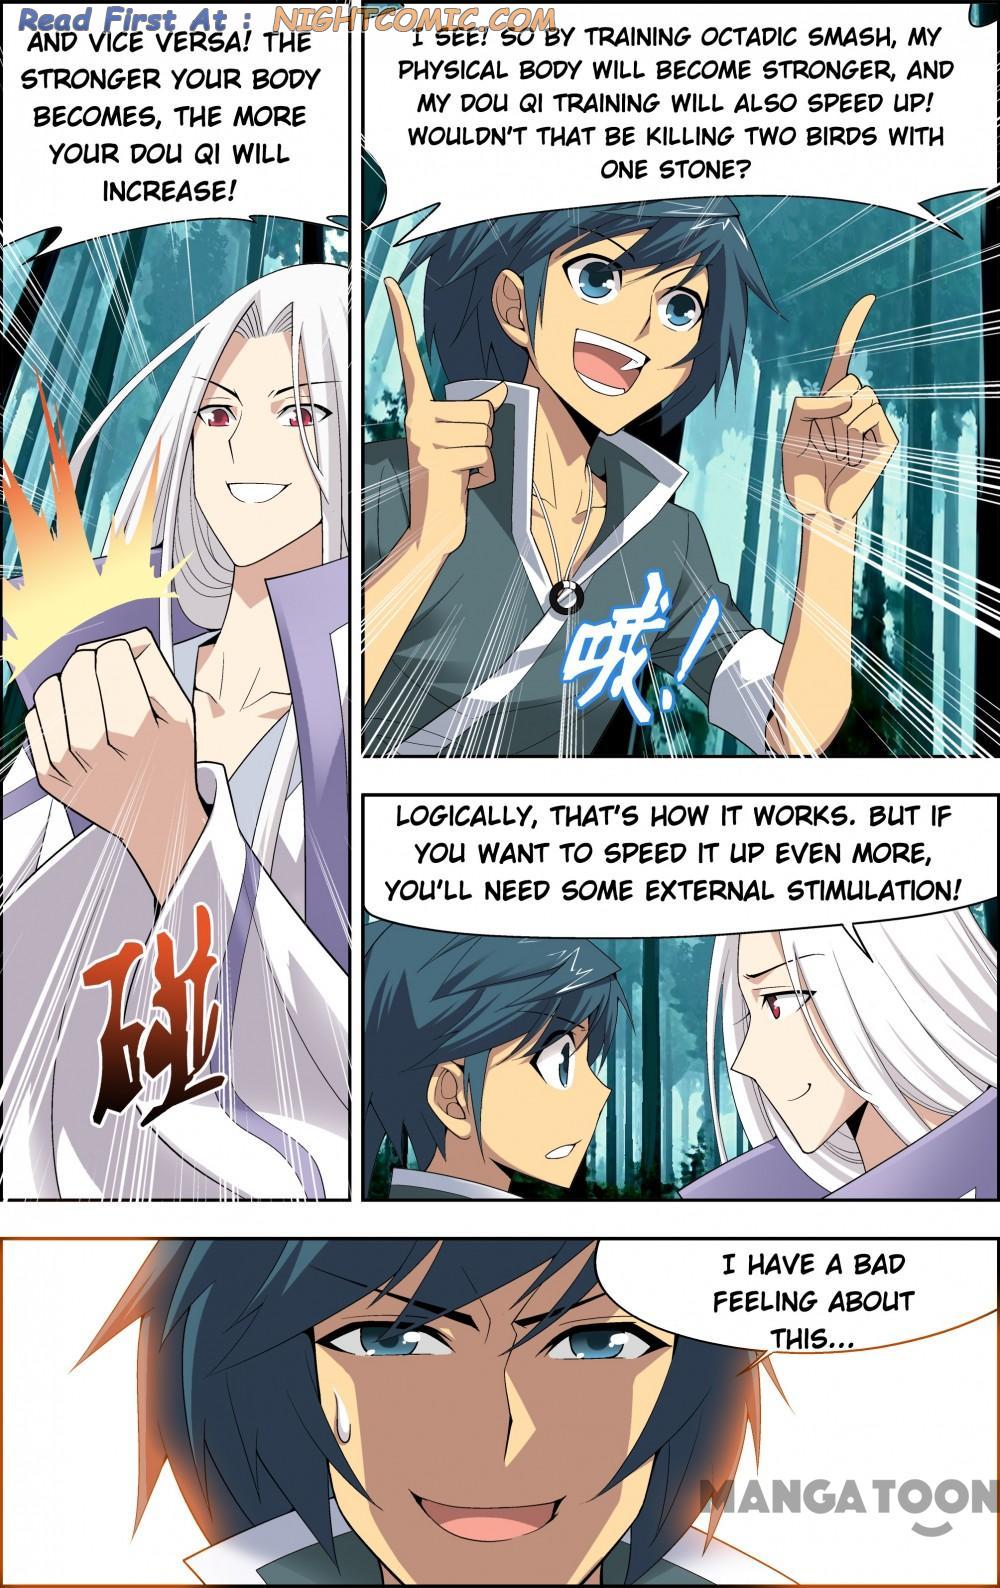 Read First At : NIGHTCOMIC.COM
AND VICE VERSA! THE
STRONGER YOUR BODY
BECOMES, THE MORE
YOUR DOU QI WILL
INCREASE!
I SEE! SO BY TRAINING OCTADIC SMASH, MY
PHYSICAL BODY WILL BECOME STRONGER, AND
MY DOU QI TRAINING WILL ALSO SPEED UP!
WOULDN'T THAT BE KILLING TWO BIRDS WITH
ONE STONE?
哦!
碰
LOGICALLY, THAT'S HOW IT WORKS. BUT IF
YOU WANT TO SPEED IT UP EVEN MORE,
YOU'LL NEED SOME EXTERNAL STIMULATION!
I HAVE A BAD
FEELING ABOUT
THIS...
MANGATOON